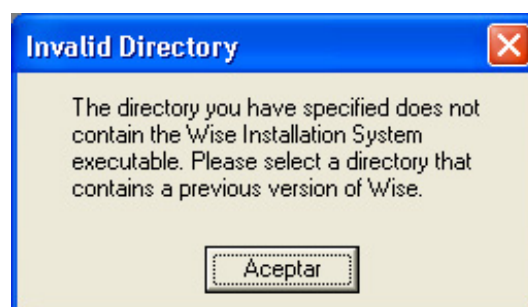 Invalid Directory
The directory you have specified does not
contain the Wise Installation System
executable. Please select a directory that
contains a previous version of Wise.
Aceptar